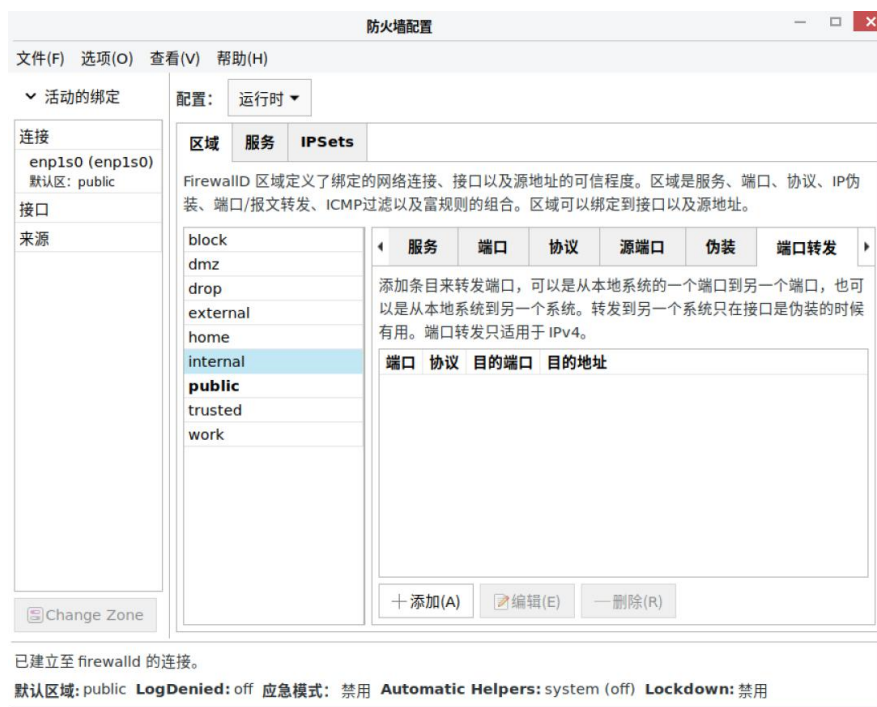 防火墙配置
文件(F) 选项(O) 查看(V) 帮助(H)
活动的绑定
连接
enp1s0 (enp1s0)
默认区: public
接口
来源
Change Zone
配置: 运行时
区域 服务 IPSets
FirewallD 区域定义了绑定的网络连接、接口以及源地址的可信程度。区域是服务、端口、协议、IP伪
装、端口/报文转发、ICMP过滤以及富规则的组合。区域可以绑定到接口以及源地址。
block
dmz
drop
external
home
internal
public
trusted
work
服务 端口 协议 源端口 伪装 端口转发
添加条目来转发端口，可以是从本地系统的一个端口到另一个端口，也可
以是从本地系统到另一个系统。转发到另一个系统只在接口是伪装的时候
有用。端口转发只适用于 IPv4。
端口 协议 目的端口 目的地址
添加(A) 编辑(E) 删除(R)
已建立至 firewalld 的连接。
默认区域: public LogDenied: off 应急模式: 禁用 Automatic Helpers: system (off) Lockdown: 禁用